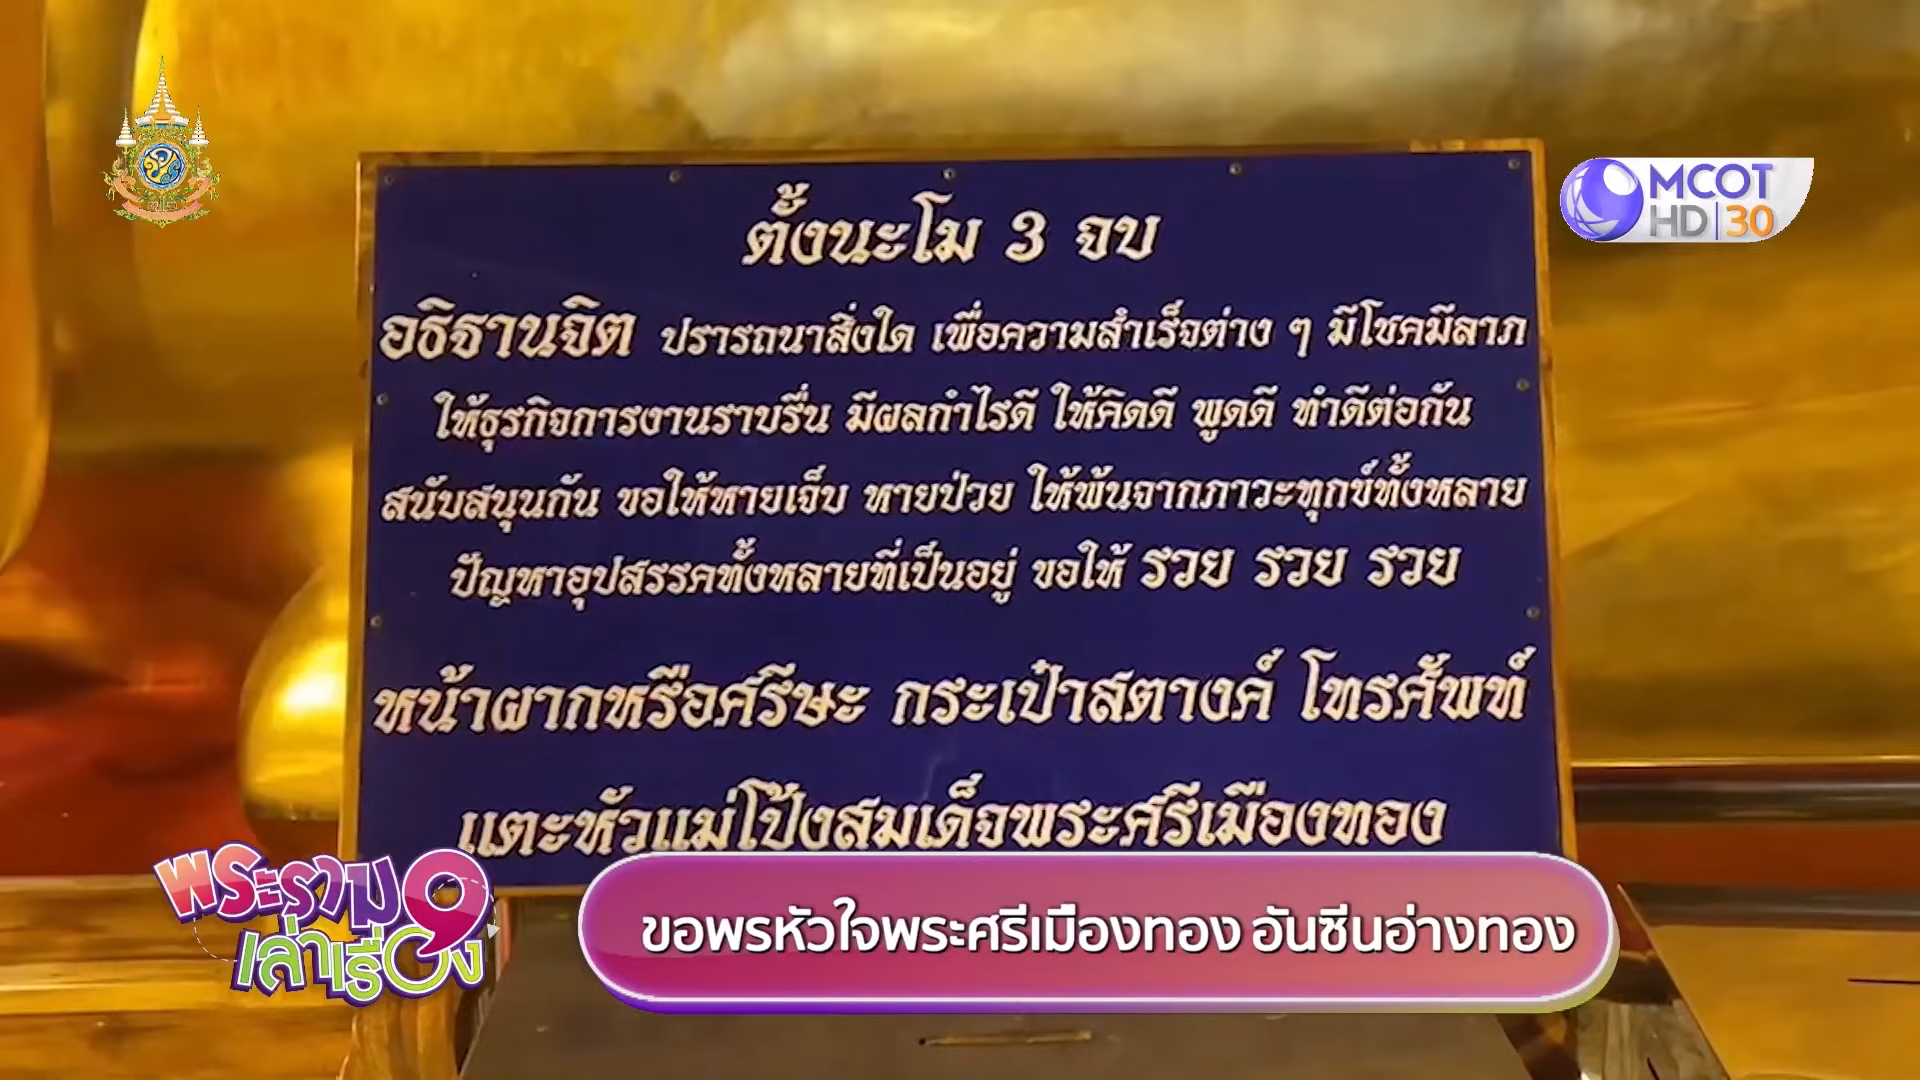 MCOT
HD 30
ตั้งนะโม 3 จบ
อธิธานจิต ปรารถนาสิ่งใด เพื่อความสำเร็จต่าง ๆ มีโชคมีลาภ
ให้ธุรกิจการงานราบรื่น มีผลกำไรดี ให้คิดดี พูดดี ทำดีต่อกัน
สนับสนุนกัน ขอให้หายเจ็บ หายป่วย ให้พ้นจากภาวะทุกข์ทั้งหลาย
ปัญหาอุปสรรคทั้งหลายที่เป็นอยู่ ขอให้ รวย รวย รวย
หน้าผากหรือศรีษะ กระเป๋าสตางค์ โทรศัพท์
แตะหัวแม่โป้งสมเด็จพระศรีเมืองทอง
พระราม ๙
เล่าเรื่อง
ขอพรหัวใจพระศรีเมืองทอง อันซีนอ่างทอง